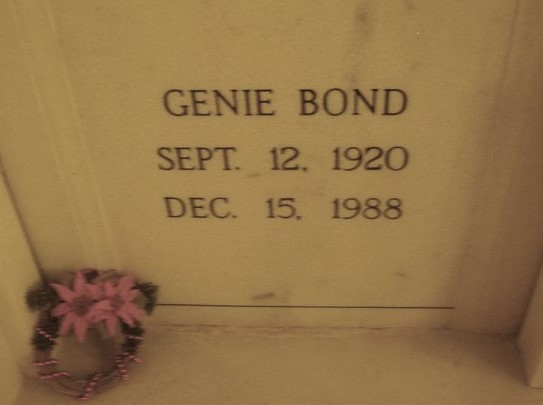 GENIE BOND
SEPT. 12, 1920
DEC. 15, 1988